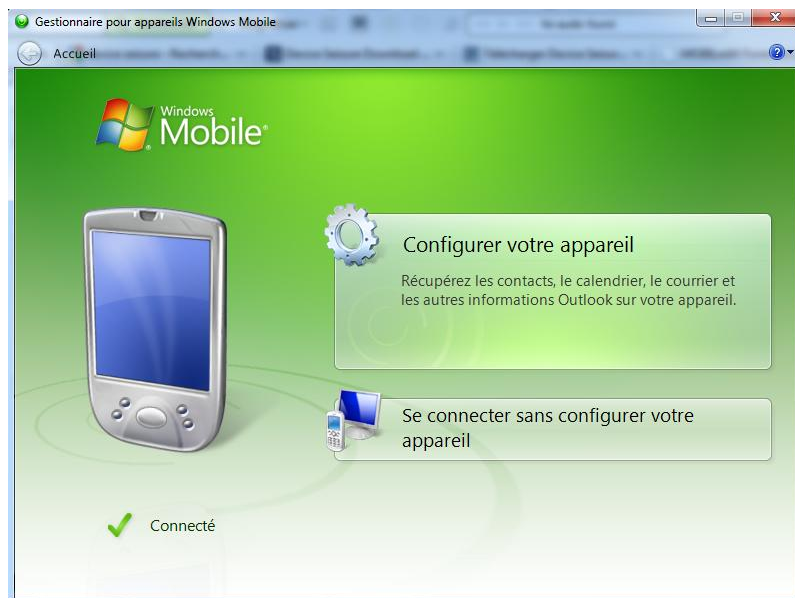 Gestionnaire pour appareils Windows Mobile
Accueil
Windows
Mobile®
Configurer votre appareil
Récupérez les contacts, le calendrier, le courrier et
les autres informations Outlook sur votre appareil.
Se connecter sans configurer votre
appareil
Connecté